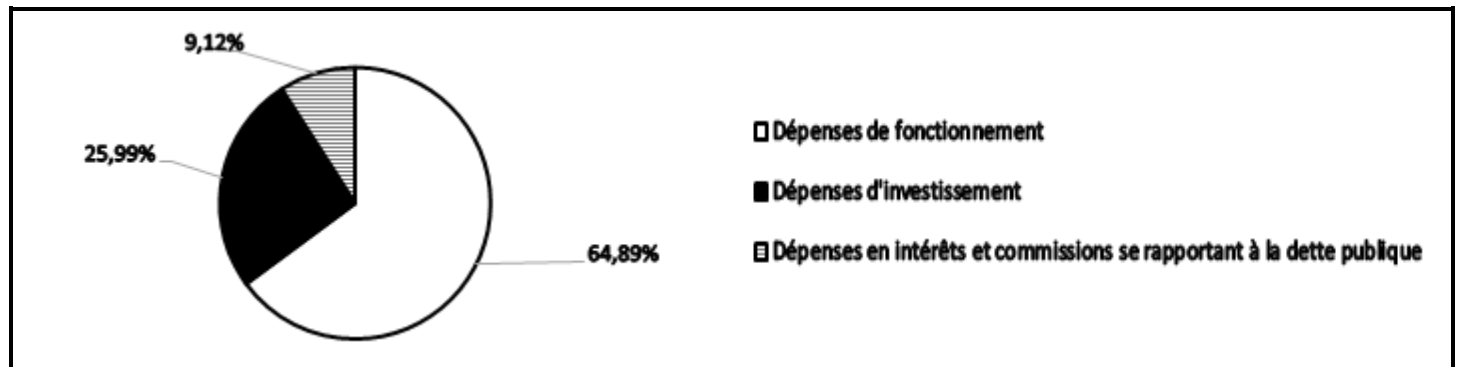 9,12%
25,99%
64,89%
Dépenses de fonctionnement
Dépenses d'investissement
Dépenses en intérêts et commissions se rapportant à la dette publique